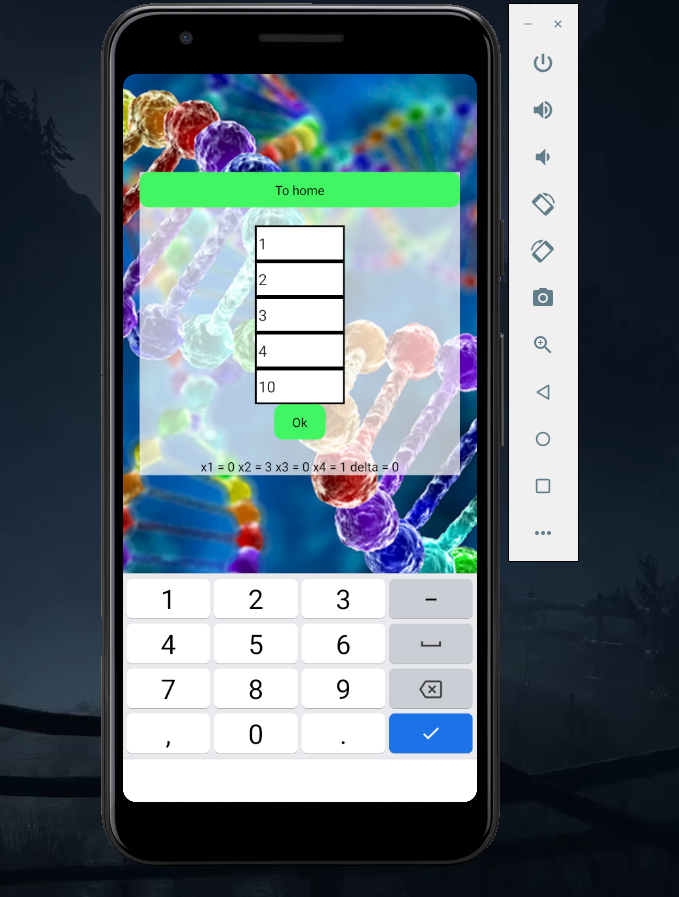 To home
1
2
3
4
10
Ok
x1 = 0 x2 = 3 x3 = 0 x4 = 1 delta = 0
1 2 3 -
4 5 6
7 8 9
, 0 .